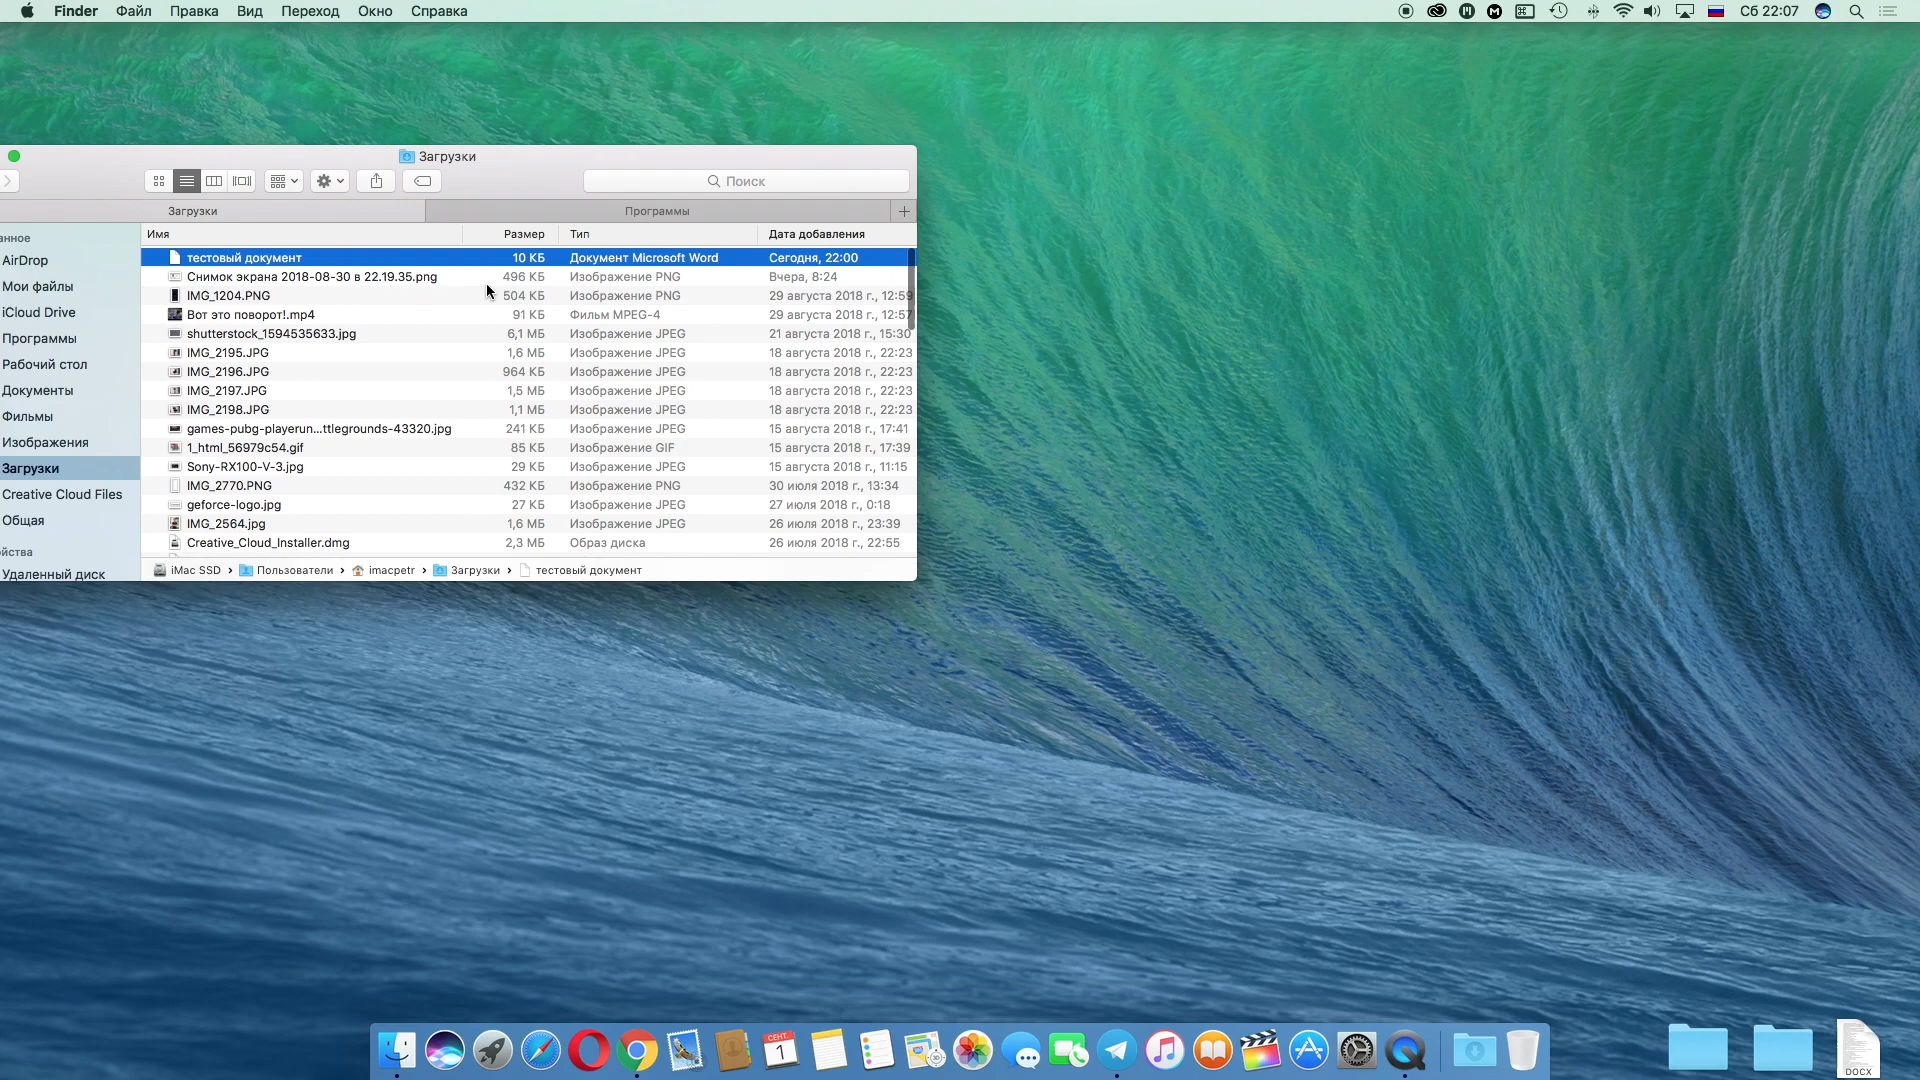 Finder Файл Правка Вид Переход Окно Справка Сб 22:07
Загрузки
Поиск
Загрузки Программы
Имя Размер Тип Дата добавления
тестовый документ 10 КБ Документ Microsoft Word Сегодня, 22:00
Снимок экрана 2018-08-30 в 22.19.35.png 496 КБ Изображение PNG Вчера, 8:24
IMG_1204.PNG 504 КБ Изображение PNG 29 августа 2018 г., 12:59
Вот это поворот!.mp4 91 КБ Фильм MPEG-4 29 августа 2018 г., 12:57
shutterstock_1594535633.jpg 6,1 МБ Изображение JPEG 21 августа 2018 г., 15:30
IMG_2195.JPG 1,6 МБ Изображение JPEG 18 августа 2018 г., 22:23
IMG_2196.JPG 964 КБ Изображение JPEG 18 августа 2018 г., 22:23
IMG_2197.JPG 1,5 МБ Изображение JPEG 18 августа 2018 г., 22:23
IMG_2198.JPG 1,1 МБ Изображение JPEG 18 августа 2018 г., 22:23
games-pubg-playerun...ttlegrounds-43320.jpg 241 КБ Изображение JPEG 15 августа 2018 г., 17:41
1_html_56979c54.gif 85 КБ Изображение GIF 15 августа 2018 г., 17:39
Sony-RX100-V-3.jpg 29 КБ Изображение JPEG 15 августа 2018 г., 11:15
IMG_2770.PNG 432 КБ Изображение PNG 30 июля 2018 г., 13:34
geforce-logo.jpg 27 КБ Изображение JPEG 27 июля 2018 г., 0:18
IMG_2564.jpg 1,6 МБ Изображение JPEG 26 июля 2018 г., 23:39
Creative_Cloud_Installer.dmg 2,3 МБ Образ диска 26 июля 2018 г., 22:55
анное
AirDrop
Мои файлы
iCloud Drive
Программы
Рабочий стол
Документы
Фильмы
Изображения
Загрузки
Creative Cloud Files
Общая
ойства
Удаленный диск
iMac SSD › Пользователи › imacpetr › Загрузки › тестовый документ
СЕНТ.
1
3D
DOCX